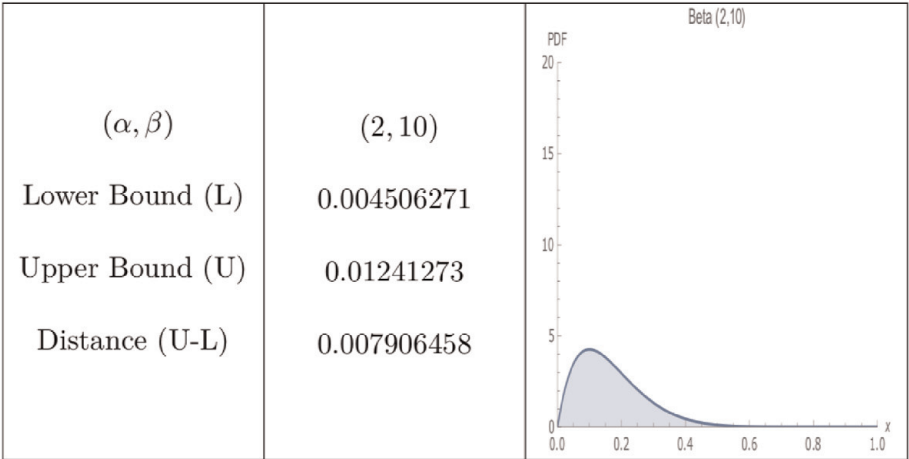 (α, β)
(2, 10)
Lower Bound (L)
0.004506271
Upper Bound (U)
0.01241273
Distance (U-L)
0.007906458
Beta (2,10)
PDF
20
15
10
5
0
0.0 0.2 0.4 0.6 0.8 1.0
x